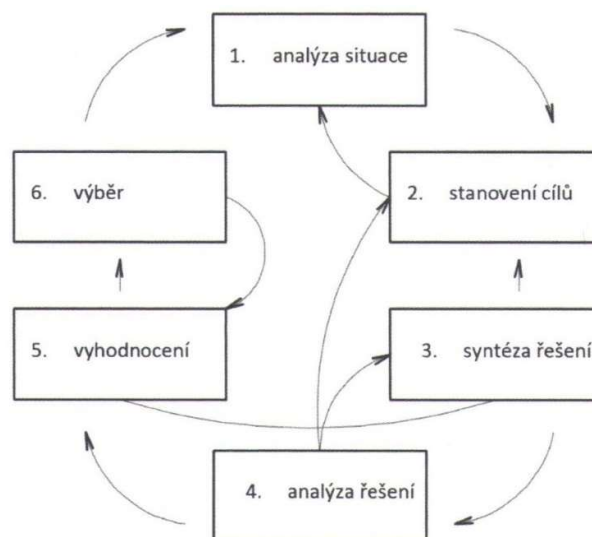 1. analýza situace
6. výběr
2. stanovení cílů
5. vyhodnocení
3. syntéza řešení
4. analýza řešení